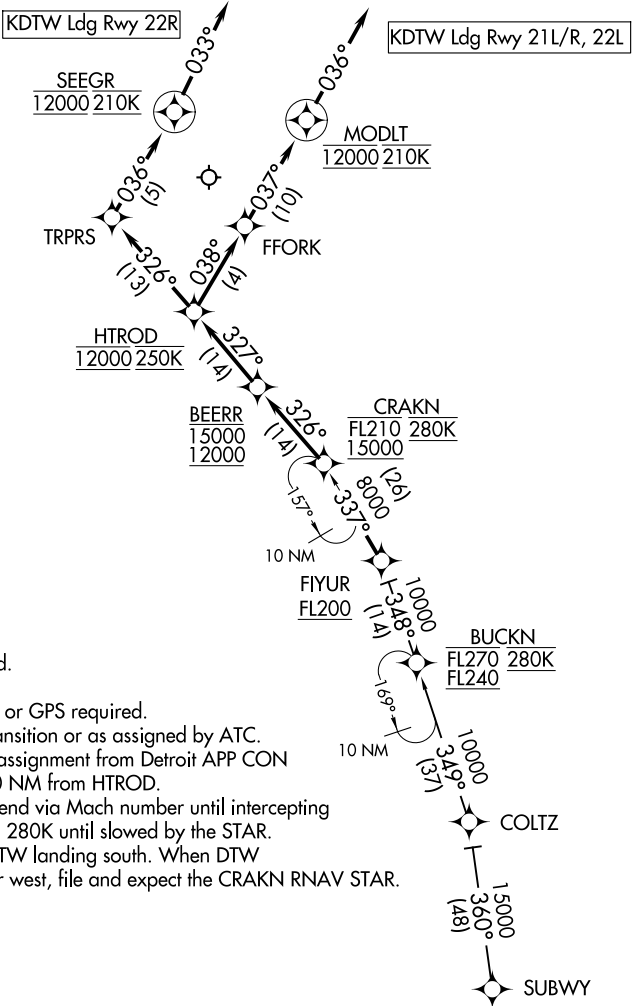 KDTW Ldg Rwy 22R
033°
036°
KDTW Ldg Rwy 21L/R, 22L
SEEGR
12000 210K
MODLT
12000 210K
036°
(5)
037°
(10)
TRPRS
FFORK
326°
(13)
038°
(4)
HTROD
12000 250K
327°
(14)
BEERR
15000
12000
326°
(14)
CRAKN
FL210 280K
15000
(26)
8000
337°
157°
10 NM
FIYUR
FL200
10000
348°
(14)
BUCKN
FL270 280K
FL240
169°
10 NM
10000
349°
(37)
COLTZ
15000
360°
(48)
SUBWY
d.
or GPS required.
ansition or as assigned by ATC.
assignment from Detroit APP CON
0 NM from HTROD.
end via Mach number until intercepting
280K until slowed by the STAR.
TW landing south. When DTW
r west, file and expect the CRAKN RNAV STAR.